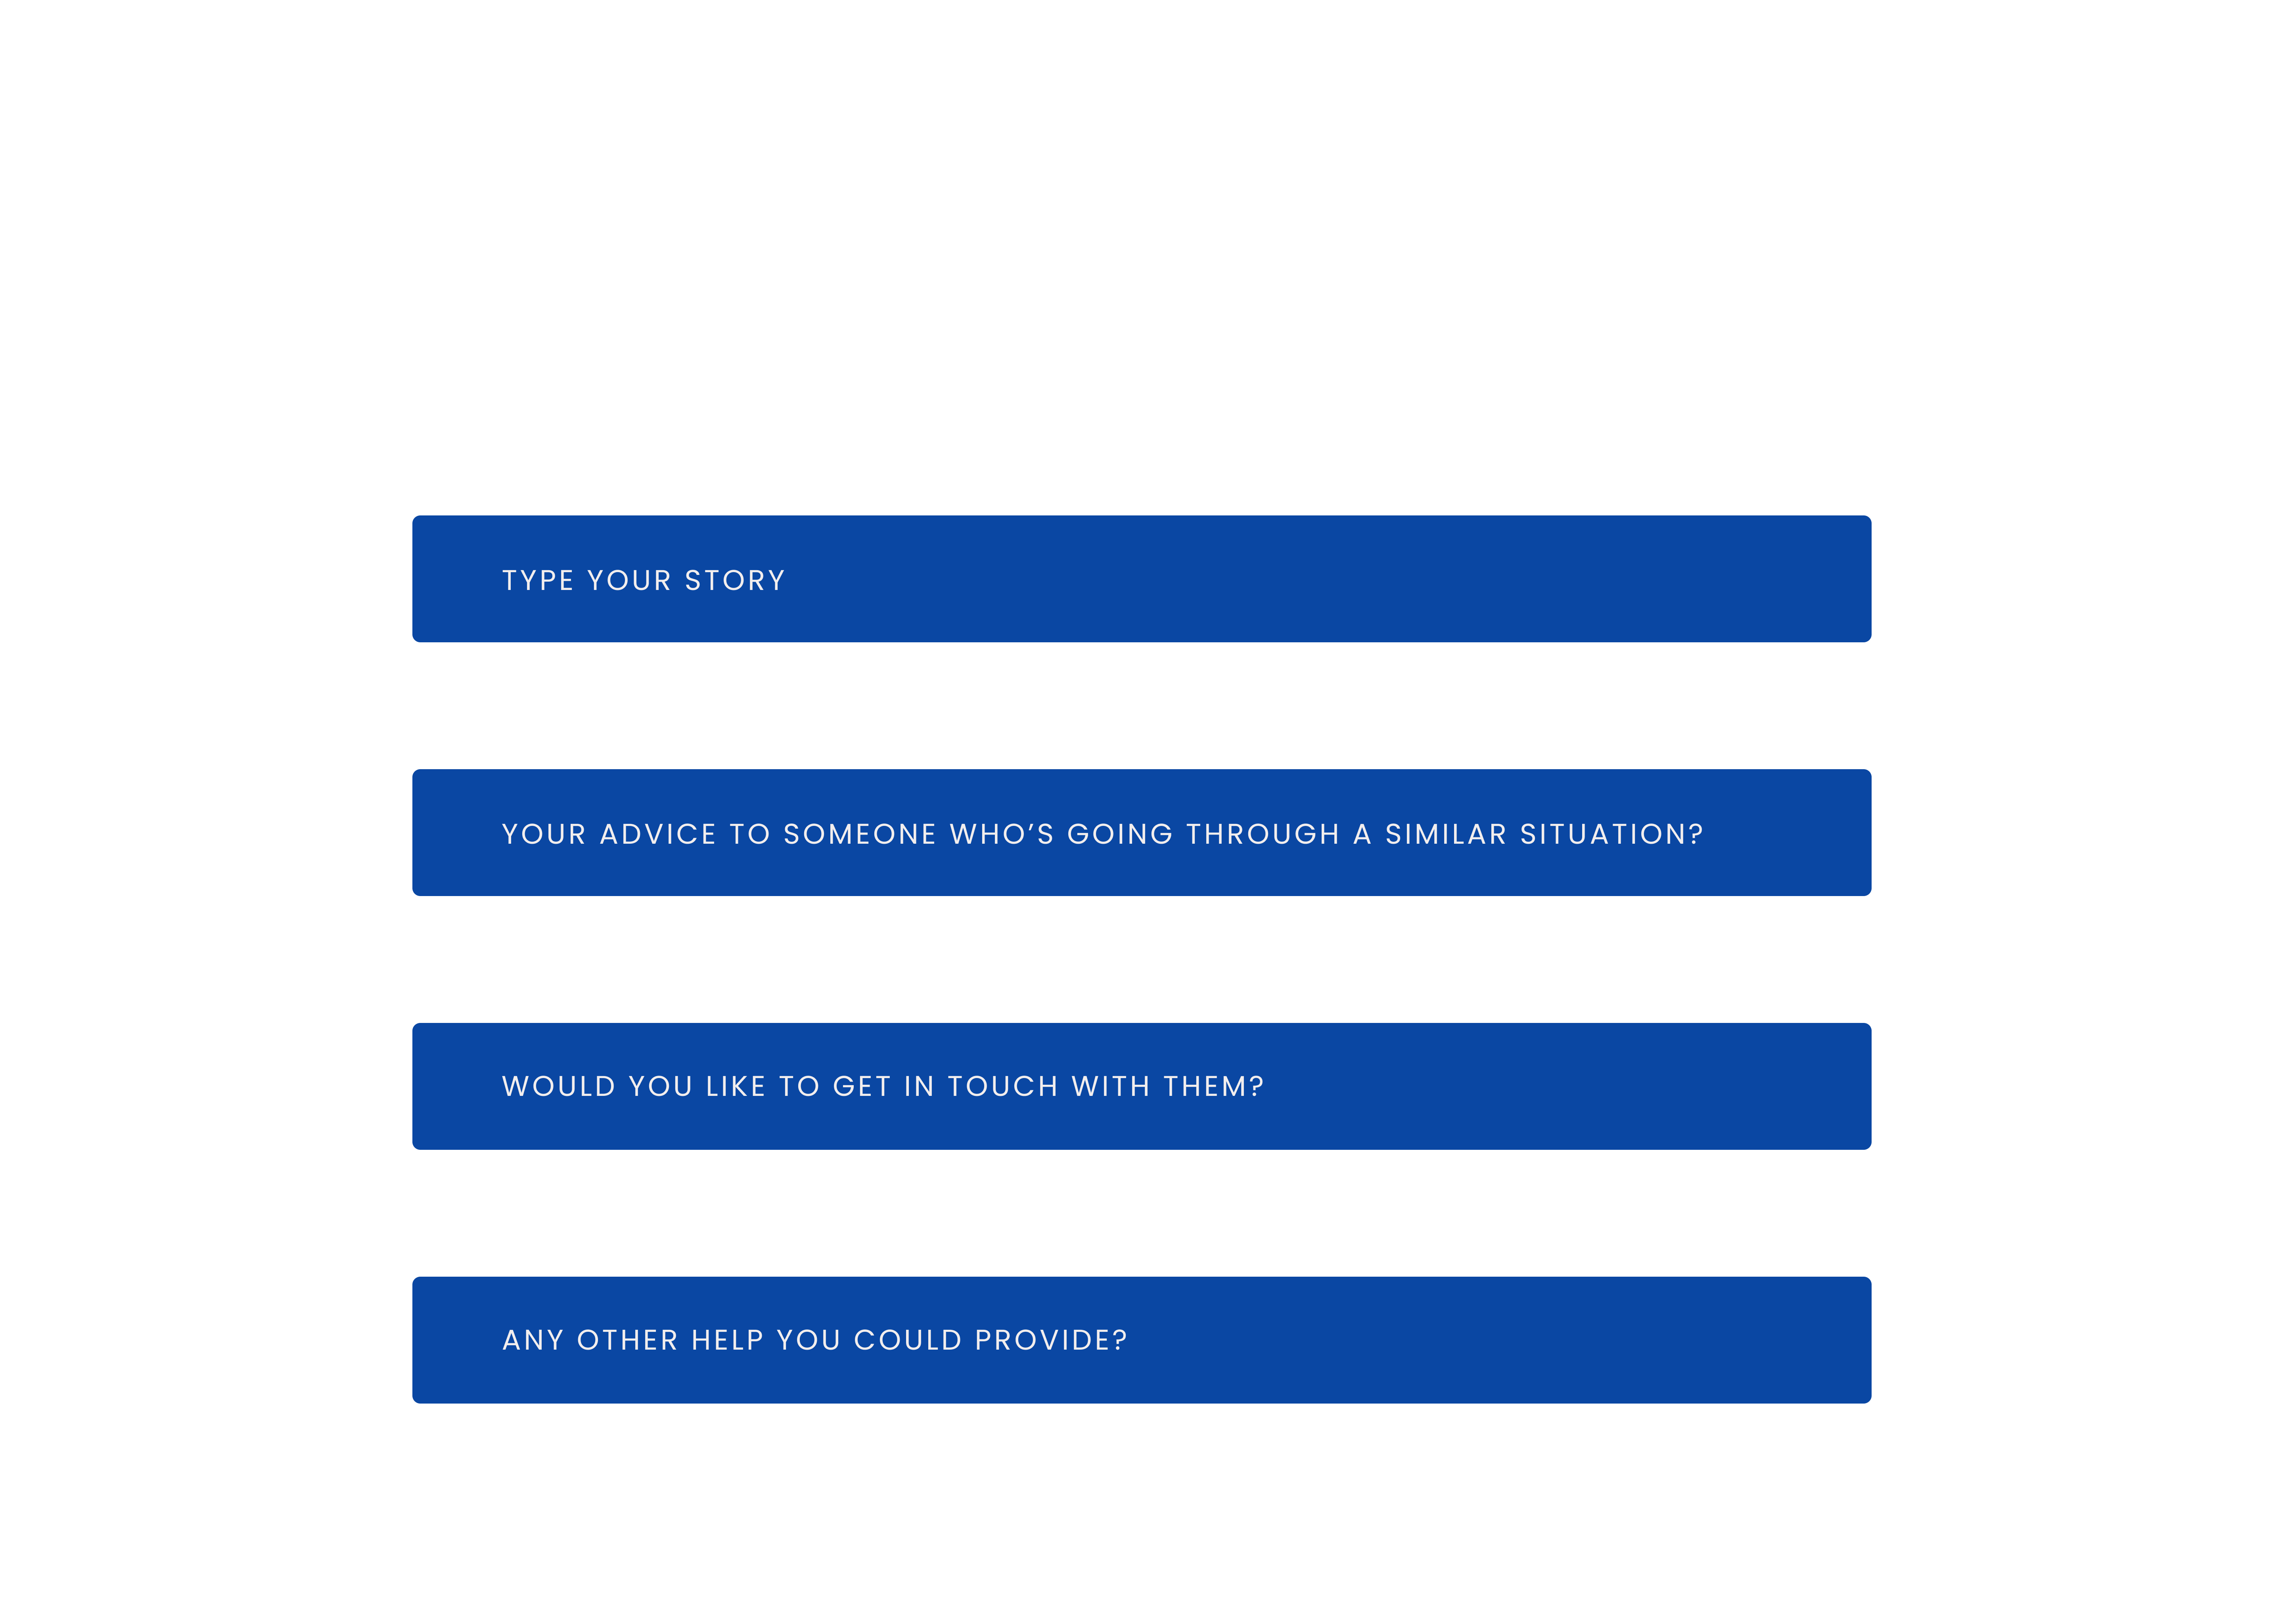 TYPE YOUR STORY
YOUR ADVICE TO SOMEONE WHO’S GOING THROUGH A SIMILAR SITUATION?
WOULD YOU LIKE TO GET IN TOUCH WITH THEM?
ANY OTHER HELP YOU COULD PROVIDE?